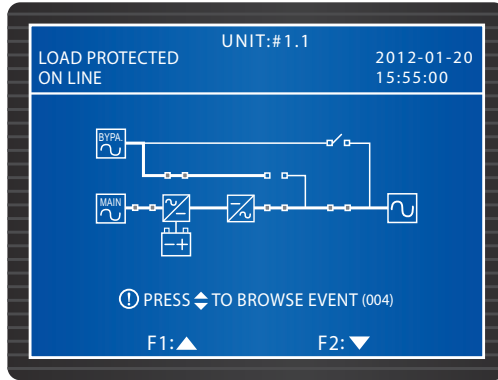 UNIT:#1.1
LOAD PROTECTED
ON LINE
2012-01-20
15:55:00
BYPA.
MAIN
PRESS TO BROWSE EVENT (004)
F1:
F2: